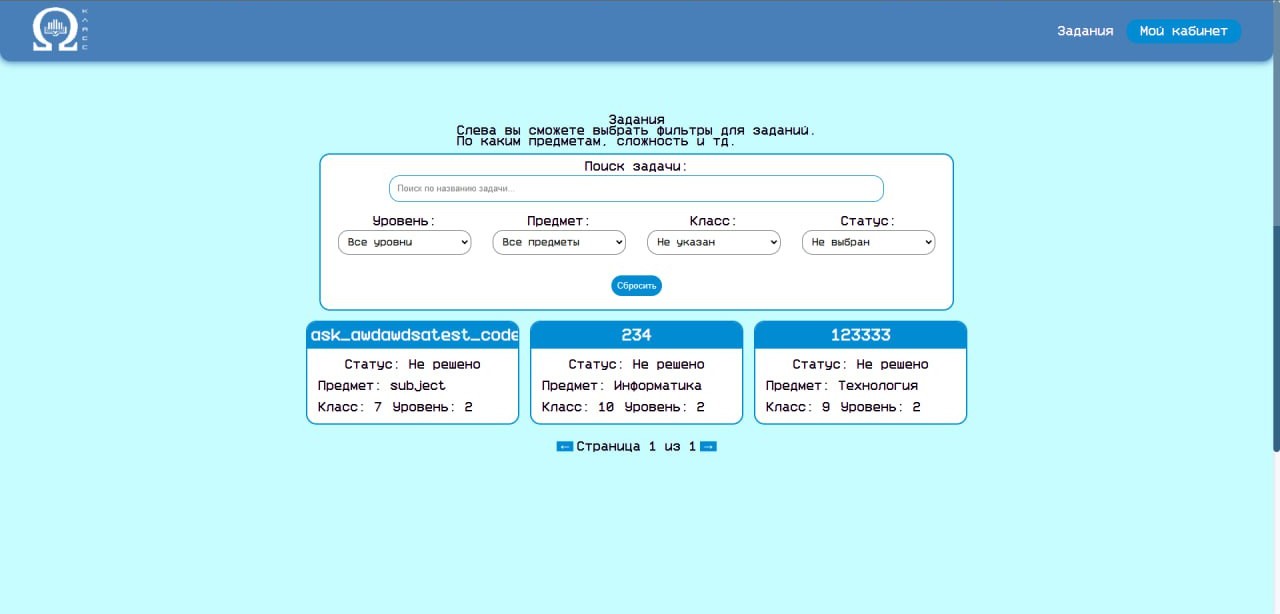 КЛАСС
Задания
Мой кабинет
Задания
Слева вы сможете выбрать фильтры для заданий.
По каким предметам, сложность и тд.
Поиск задачи:
Поиск по названию задачи...
Уровень: Предмет: Класс: Статус:
Все уровни Все предметы Не указан Не выбран
Сбросить
ask_awdawdsatest_code 234 123333
Статус: Не решено Статус: Не решено Статус: Не решено
Предмет: subject Предмет: Информатика Предмет: Технология
Класс: 7 Уровень: 2 Класс: 10 Уровень: 2 Класс: 9 Уровень: 2
← Страница 1 из 1 →